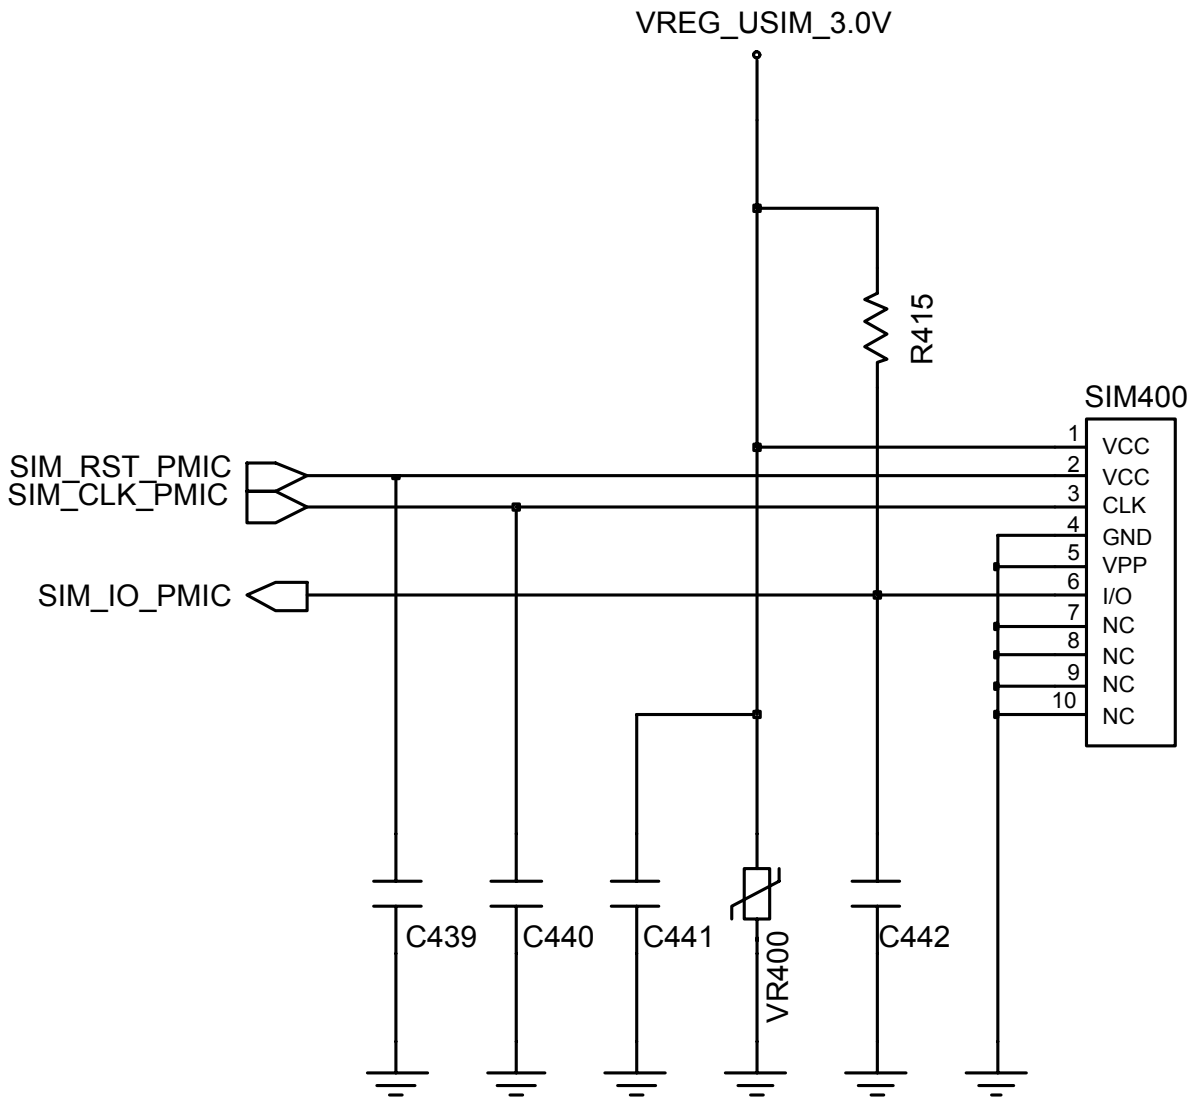 VREG_USIM_3.0V
R415
SIM400
SIM_RST_PMIC
SIM_CLK_PMIC
SIM_IO_PMIC
1 VCC
2 VCC
3 CLK
4 GND
5 VPP
6 I/O
7 NC
8 NC
9 NC
10 NC
C439
C440
C441
VR400
C442